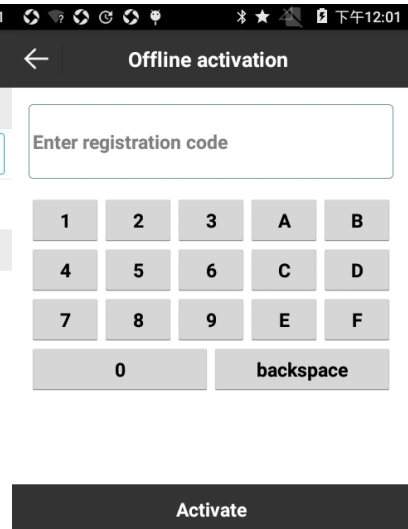 下午12:01
Offline activation
Enter registration code
1 2 3 A B
4 5 6 C D
7 8 9 E F
0 backspace
Activate